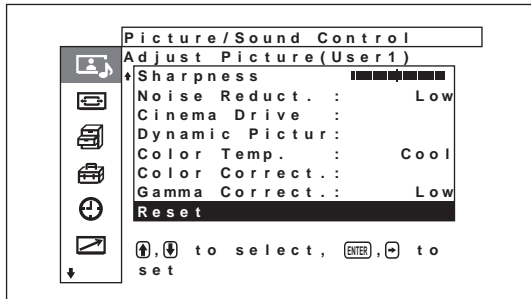 Picture/Sound Control
Adjust Picture(User1)
Sharpness
Noise Reduct. : Low
Cinema Drive :
Dynamic Pictur:
Color Temp. : Cool
Color Correct.:
Gamma Correct.: Low
Reset
, to select, ENTER, to
set